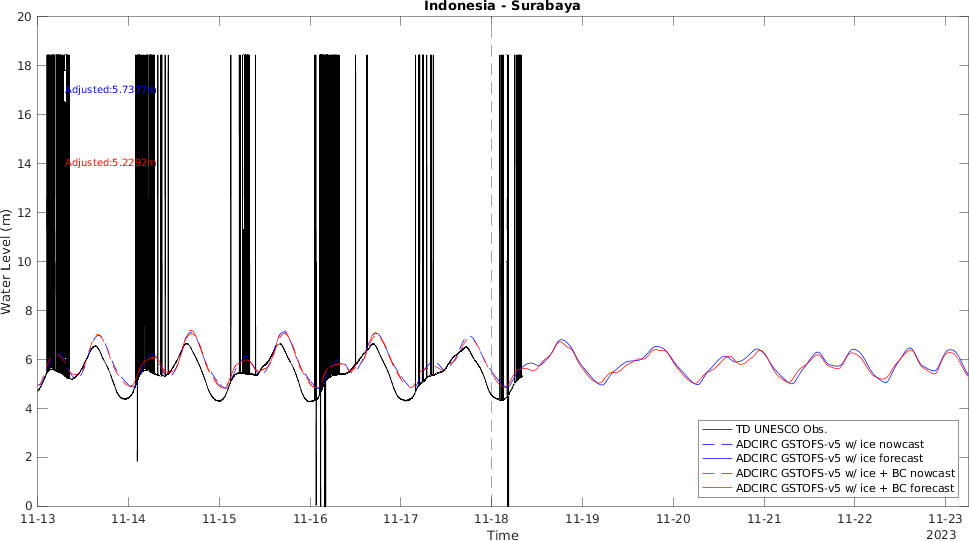 Indonesia - Surabaya
20
18
16
14
12
10
8
6
4
2
0
Water Level (m)
Adjusted:5.7377m
Adjusted:5.2292m
TD UNESCO Obs.
ADCIRC GSTOFS-v5 w/ ice nowcast
ADCIRC GSTOFS-v5 w/ ice forecast
ADCIRC GSTOFS-v5 w/ ice + BC nowcast
ADCIRC GSTOFS-v5 w/ ice + BC forecast
11-13 11-14 11-15 11-16 11-17 11-18 11-19 11-20 11-21 11-22 11-23
Time
2023